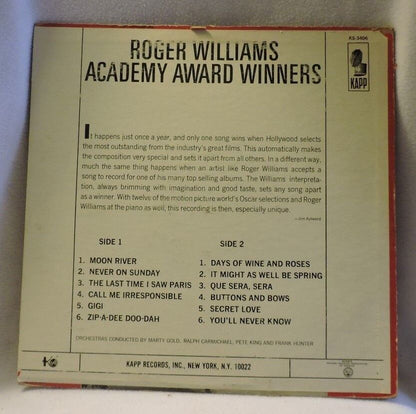 KS-3406
ROGER WILLIAMS
ACADEMY AWARD WINNERS
KAPP
It happens just once a year, and only one song wins when Hollywood selects
the most outstanding from the industry's great films. This automatically makes
the composition very special and sets it apart from all others. In a different way,
much the same thing happens when an artist like Roger Williams accepts a
song to record for one of his many top selling albums. The Williams interpreta-
tion, always brimming with imagination and good taste, sets any song apart
as a winner. With twelve of the motion picture world's Oscar selections and Roger
Williams at the piano as well, this recording is then, especially unique.
—Jim Aylward
SIDE 1
1. MOON RIVER
2. NEVER ON SUNDAY
3. THE LAST TIME I SAW PARIS
4. CALL ME IRRESPONSIBLE
5. GIGI
6. ZIP-A-DEE DOO-DAH
SIDE 2
1. DAYS OF WINE AND ROSES
2. IT MIGHT AS WELL BE SPRING
3. QUE SERA, SERA
4. BUTTONS AND BOWS
5. SECRET LOVE
6. YOU'LL NEVER KNOW
ORCHESTRAS CONDUCTED BY MARTY GOLD, RALPH CARMICHAEL, PETE KING AND FRANK HUNTER
KAPP RECORDS, INC., NEW YORK, N.Y. 10022